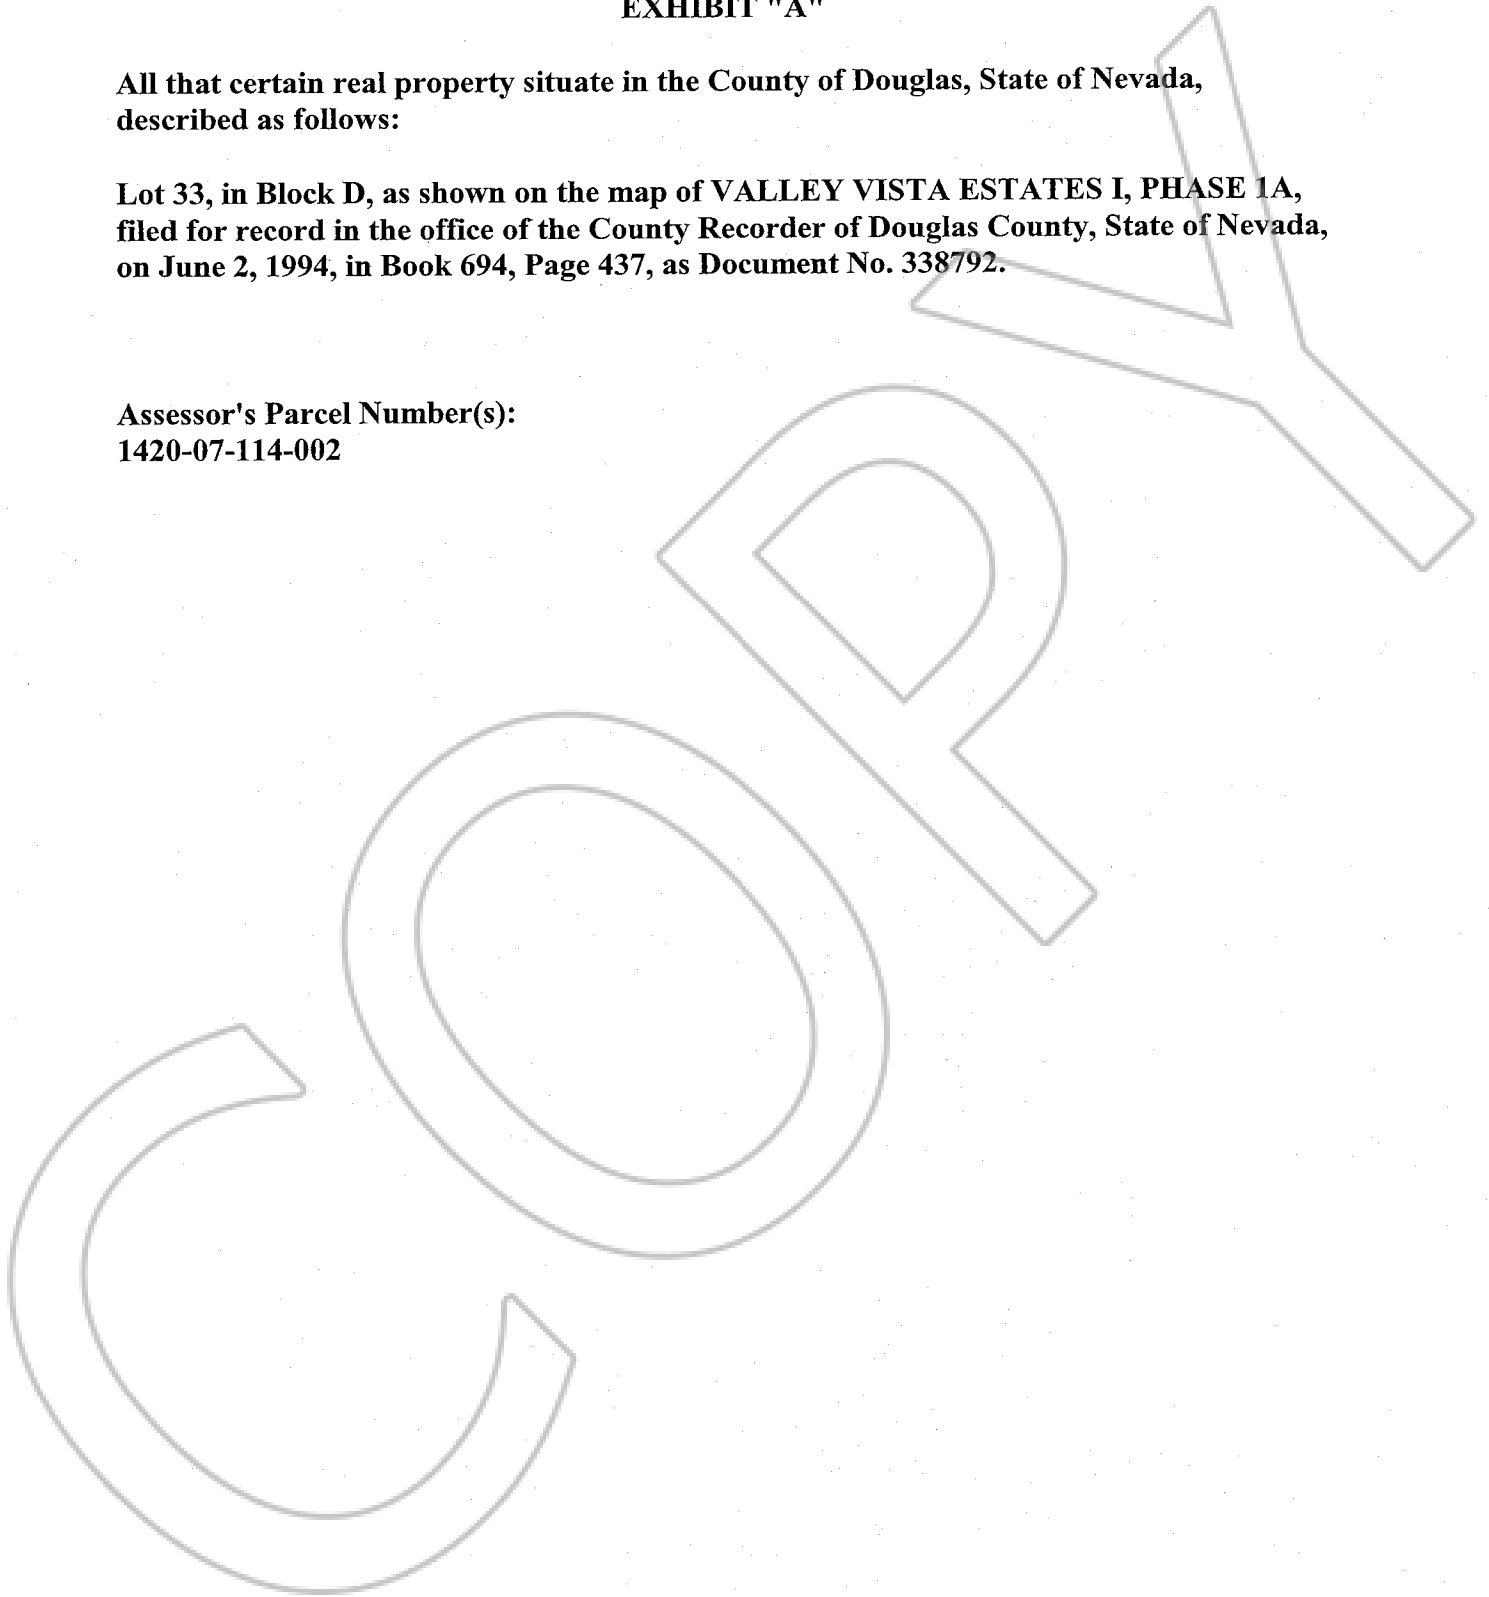 EXHIBIT "A"
All that certain real property situate in the County of Douglas, State of Nevada,
described as follows:
Lot 33, in Block D, as shown on the map of VALLEY VISTA ESTATES I, PHASE 1A,
filed for record in the office of the County Recorder of Douglas County, State of Nevada,
on June 2, 1994, in Book 694, Page 437, as Document No. 338792.
Assessor's Parcel Number(s):
1420-07-114-002
COPY